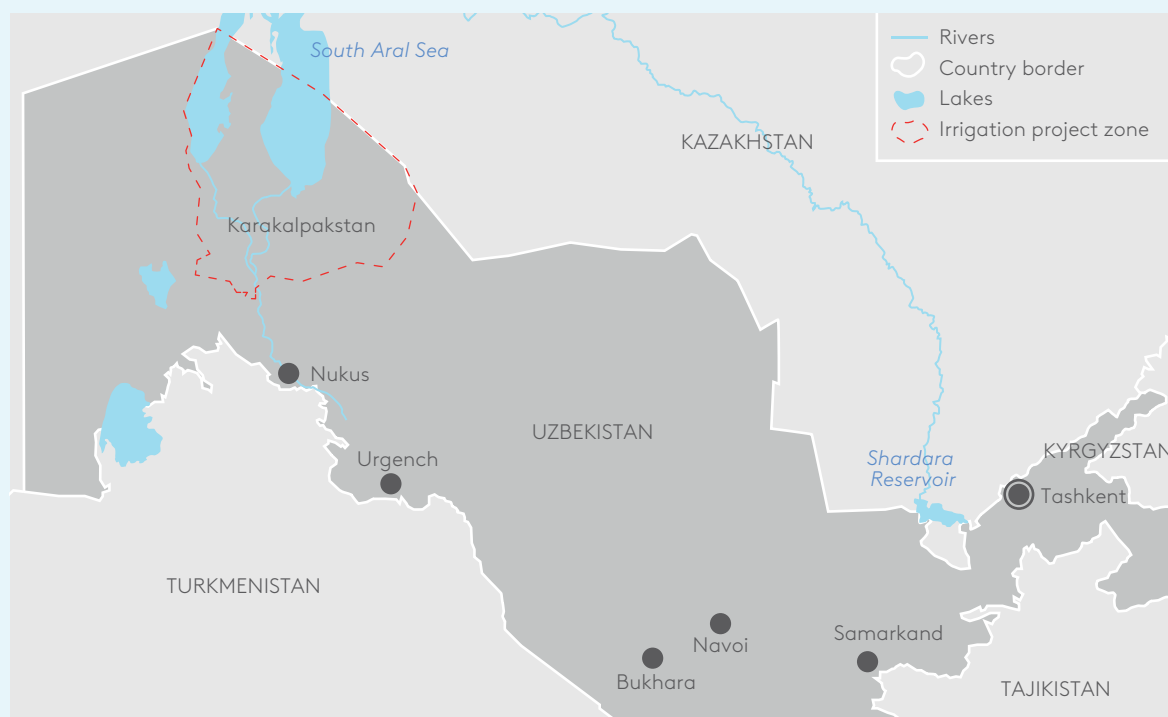 South Aral Sea
Rivers
Country border
Lakes
Irrigation project zone
KAZAKHSTAN
Karakalpakstan
Nukus
UZBEKISTAN
Urgench
Shardara
Reservoir
KYRGYZSTAN
Tashkent
TURKMENISTAN
Navoi
Samarkand
Bukhara
TAJIKISTAN